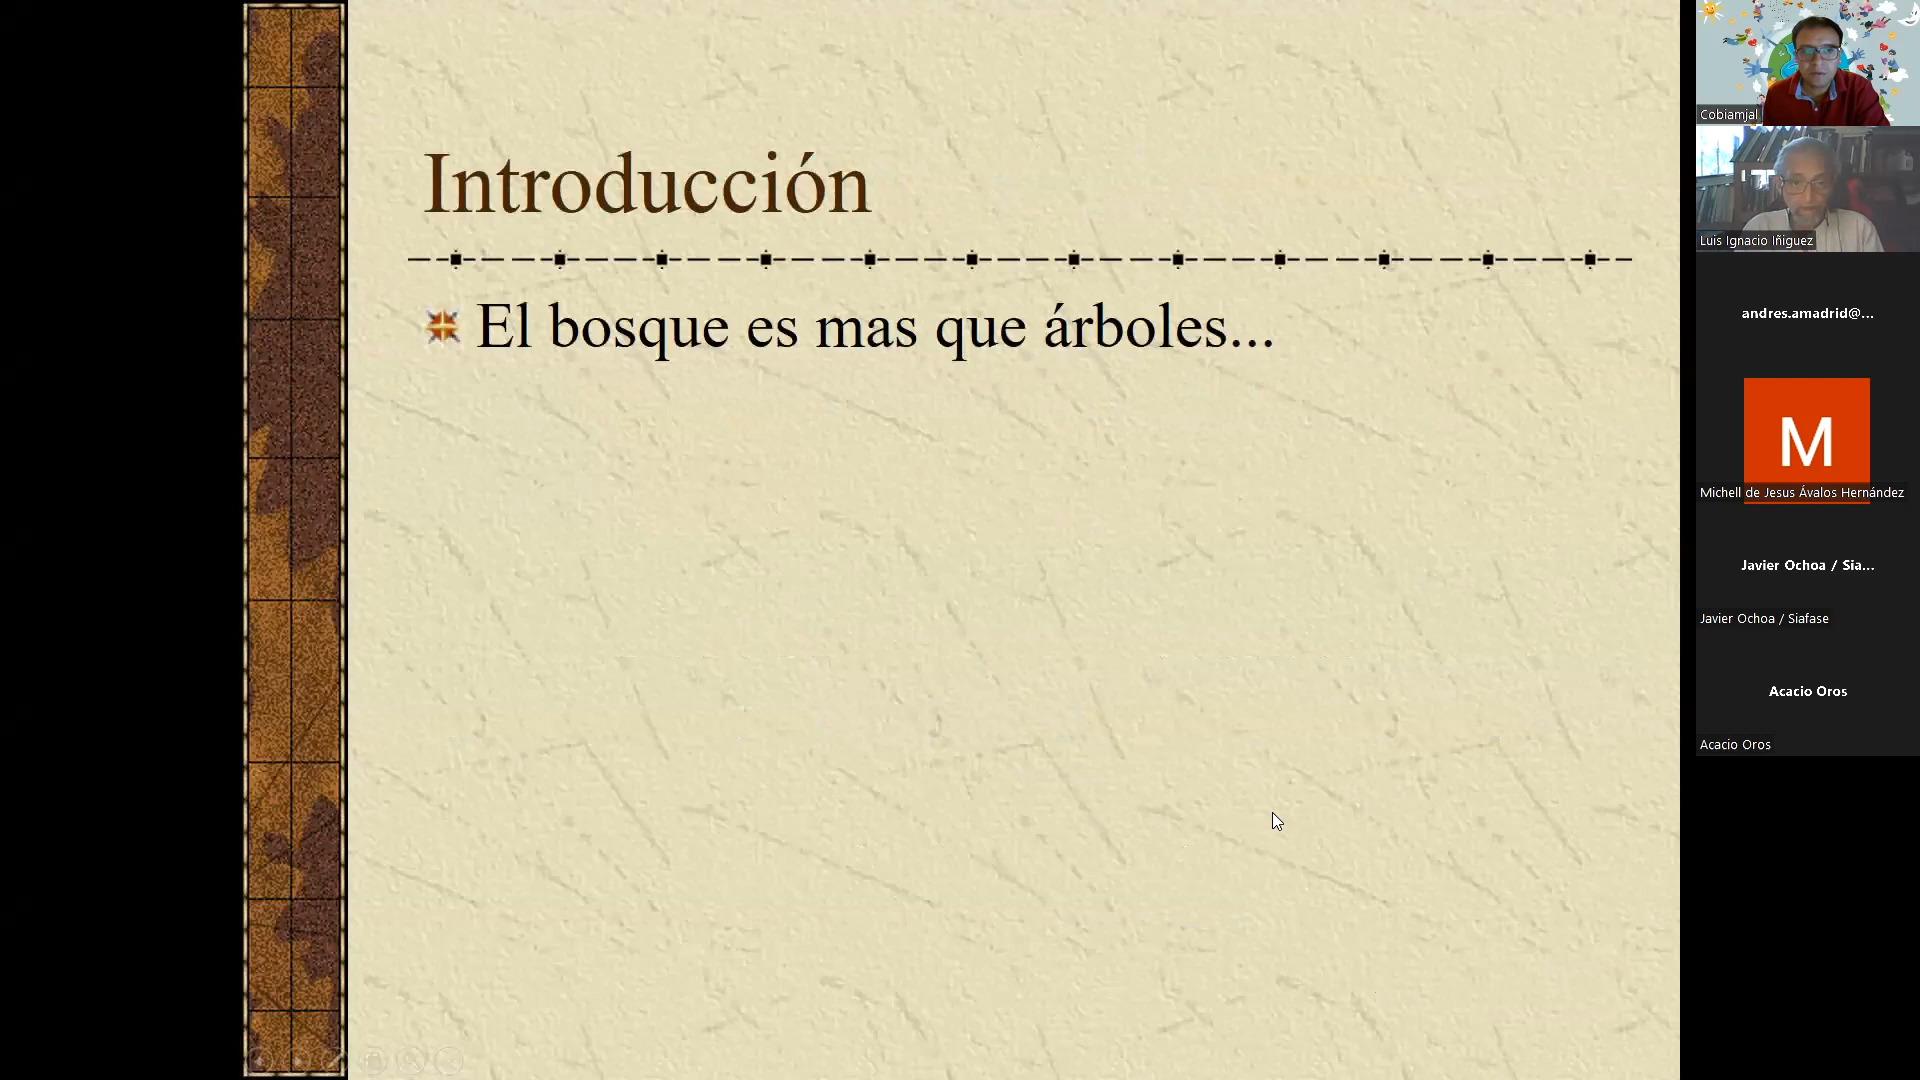 Introducción
El bosque es mas que árboles...
Cobiamjal
Luis Ignacio Iñiguez
andres.amadrid@...
M
Michell de Jesus Ávalos Hernández
Javier Ochoa / Sia...
Javier Ochoa / Siafase
Acacio Oros
Acacio Oros